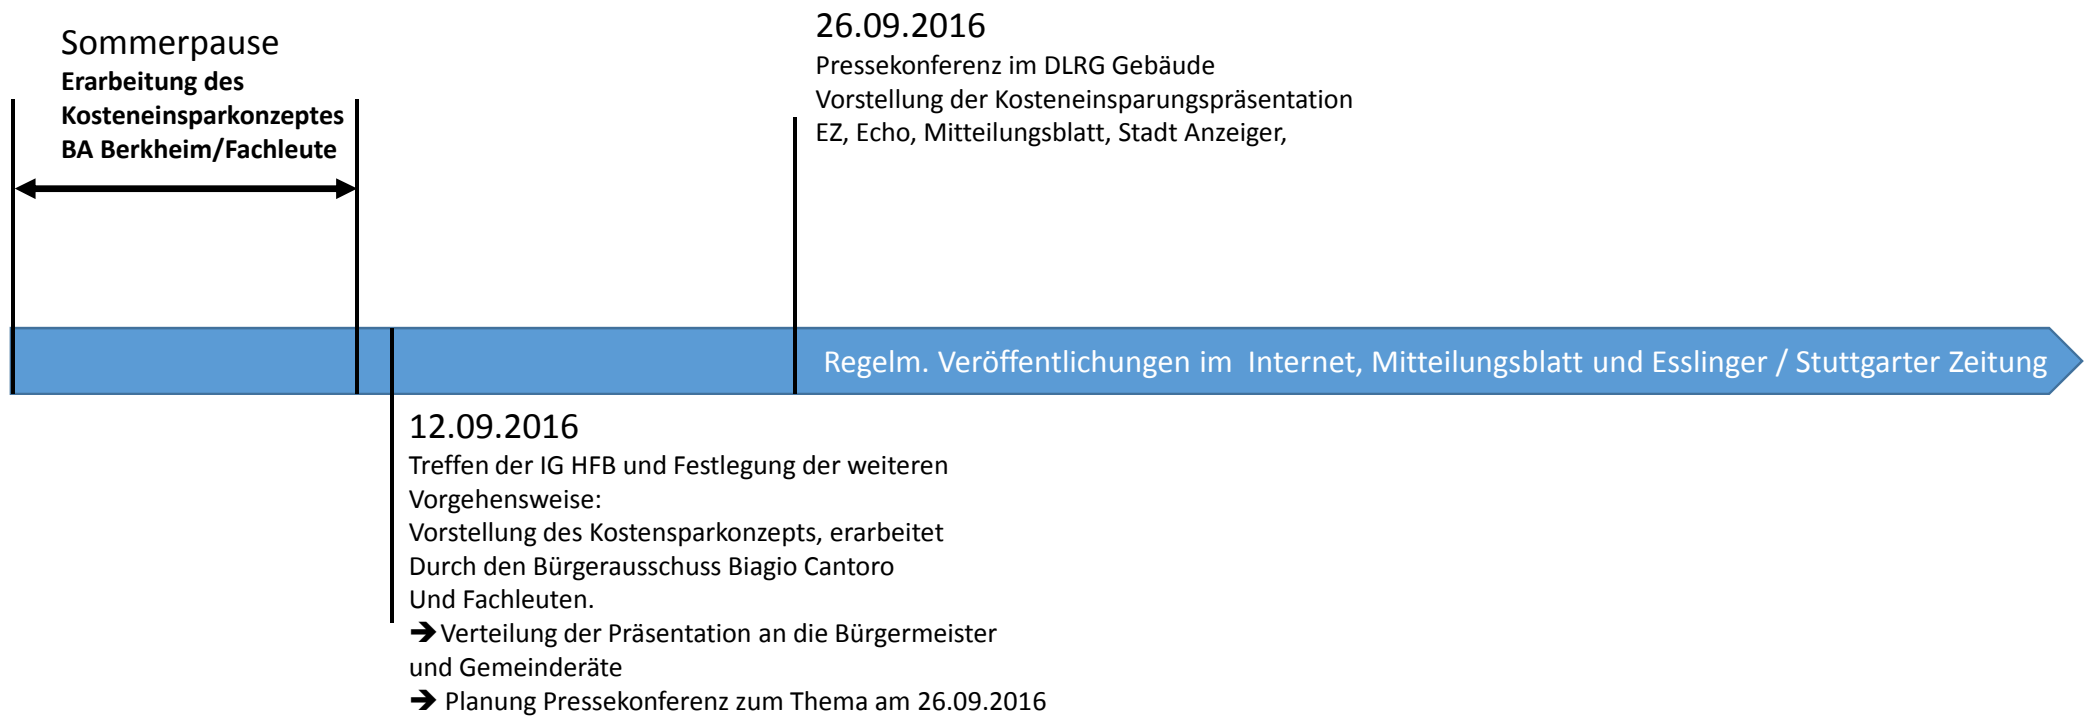 Sommerpause
Erarbeitung des
Kosteneinsparkonzeptes
BA Berkheim/Fachleute
26.09.2016
Pressekonferenz im DLRG Gebäude
Vorstellung der Kosteneinsparungspräsentation
EZ, Echo, Mitteilungsblatt, Stadt Anzeiger,
Regelm. Veröffentlichungen im Internet, Mitteilungsblatt und Esslinger / Stuttgarter Zeitung
12.09.2016
Treffen der IG HFB und Festlegung der weiteren
Vorgehensweise:
Vorstellung des Kostensparkonzepts, erarbeitet
Durch den Bürgerausschuss Biagio Cantoro
Und Fachleuten.
➔ Verteilung der Präsentation an die Bürgermeister
und Gemeinderäte
➔ Planung Pressekonferenz zum Thema am 26.09.2016